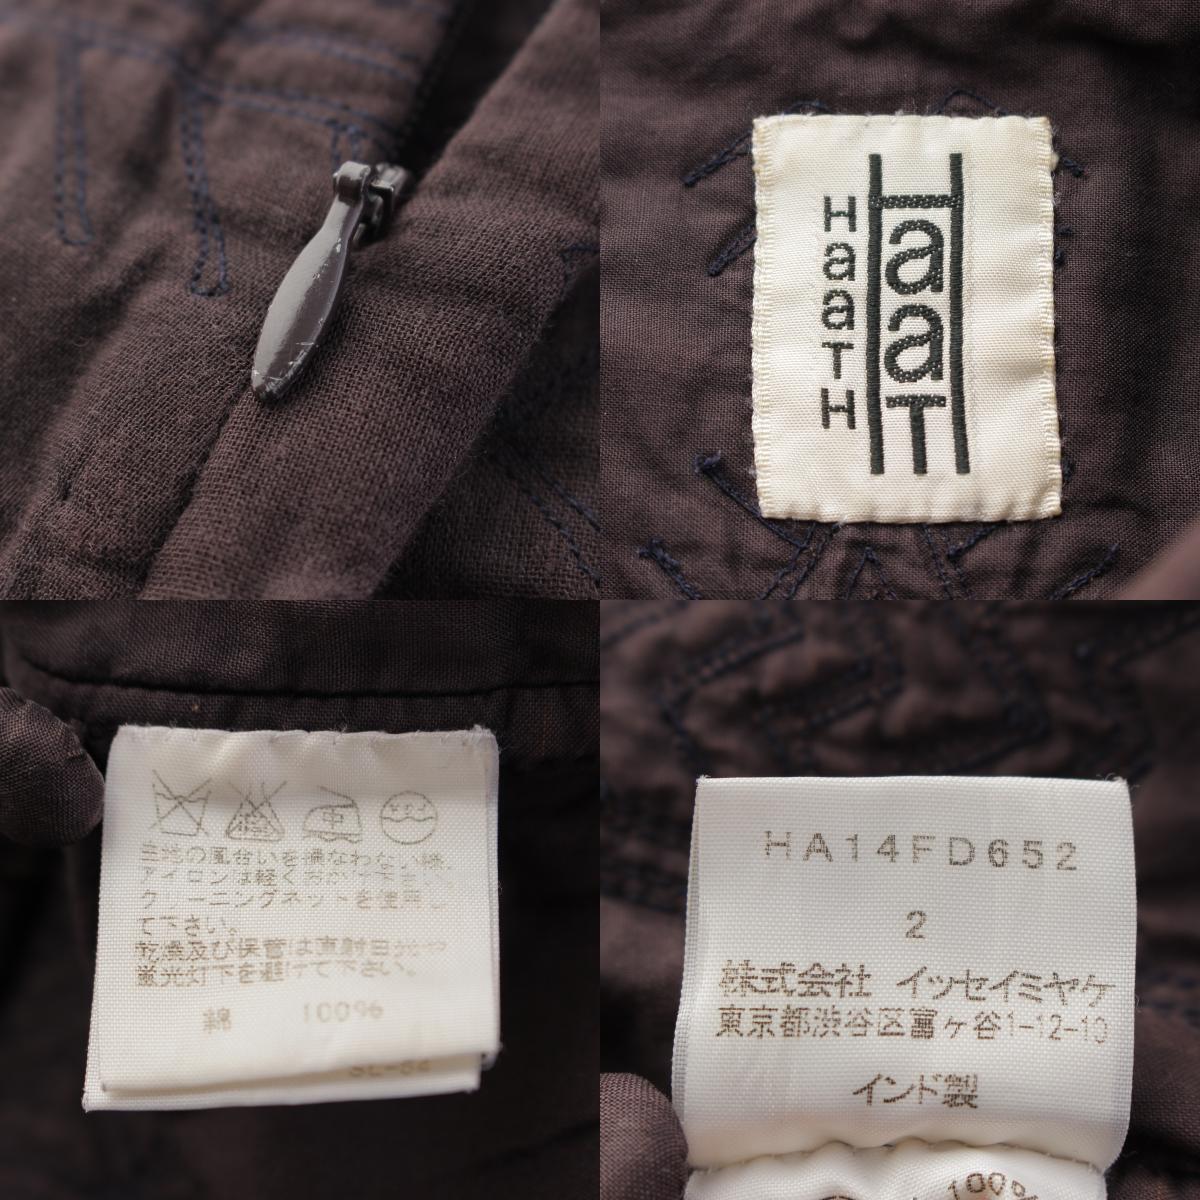 HaaT
HaaTH
生地の風合いを損なわない様、
アイロンは軽くおかけ下さい。
クリーニングネットを使用し
て下さい。
乾燥及び保管は直射日光や
蛍光灯下を避けて下さい。
綿 100%
HA14FD652
2
株式会社 イッセイミヤケ
東京都渋谷区富ヶ谷1-12-10
インド製
100%